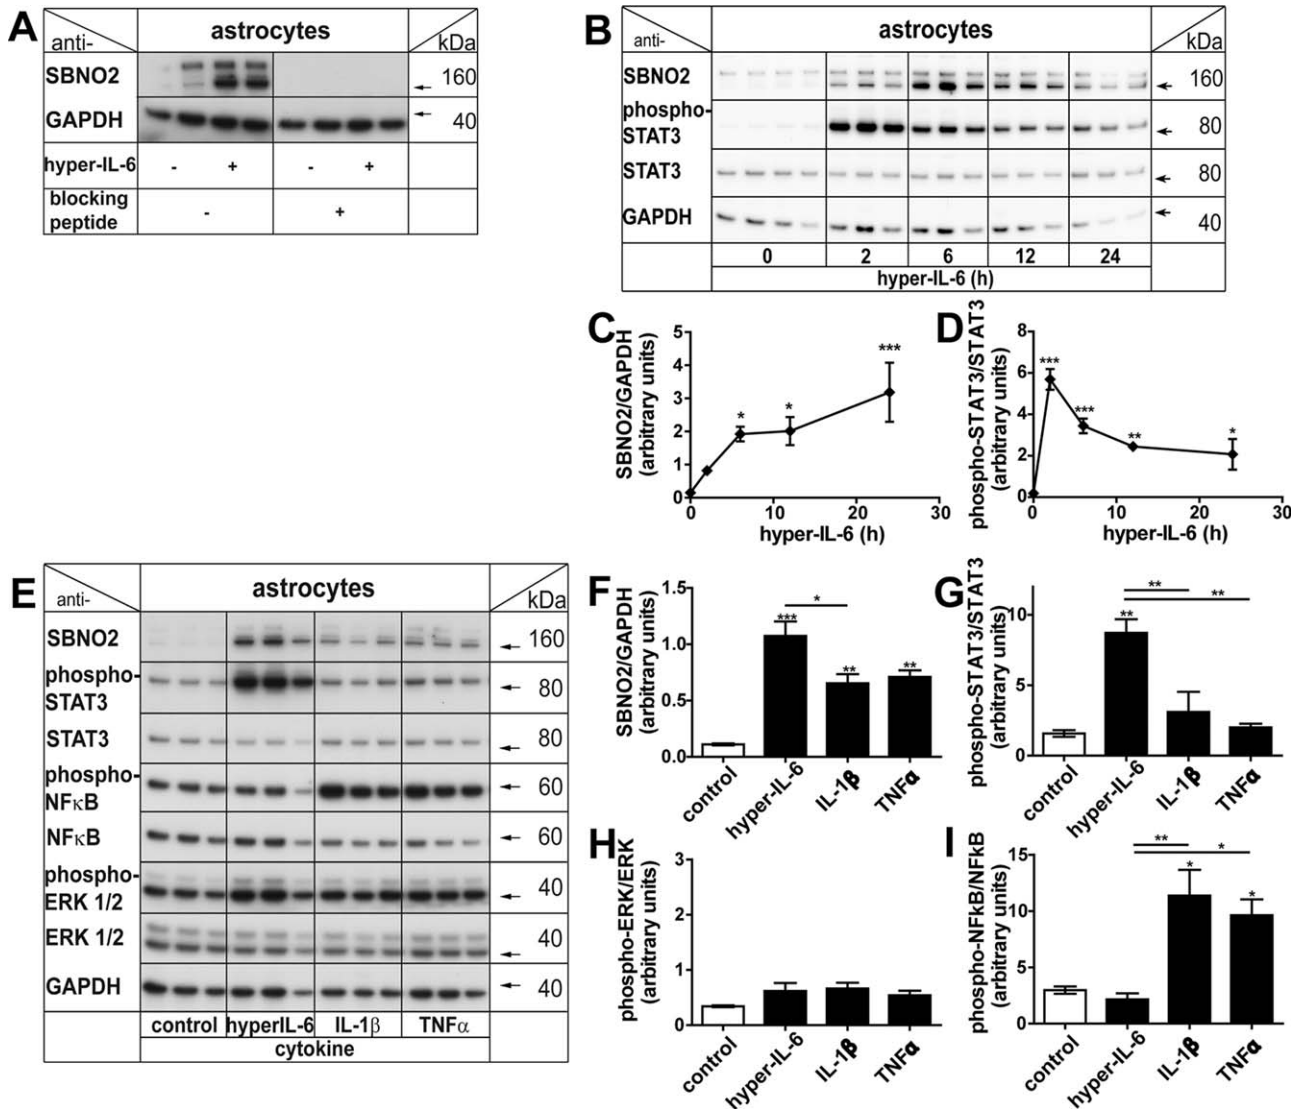 A
astrocytes
anti-
kDa
SBNO2
160
GAPDH
40
hyper-IL-6
- + - +
blocking
peptide
- +
B
astrocytes
anti-
kDa
SBNO2
160
phospho-
STAT3
80
STAT3
80
GAPDH
40
0 2 6 12 24
hyper-IL-6 (h)
C
SBNO2/GAPDH
(arbitrary units)
5
4
3
2
1
0
* * ***
0 10 20 30
hyper-IL-6 (h)
D
phospho-STAT3/STAT3
(arbitrary units)
8
6
4
2
0
*** *** ** *
0 10 20 30
hyper-IL-6 (h)
E
astrocytes
anti-
kDa
SBNO2
160
phospho-
STAT3
80
STAT3
80
phospho-
NFκB
60
NFκB
60
phospho-
ERK 1/2
40
ERK 1/2
40
GAPDH
40
control hyperIL-6 IL-1β TNFα
cytokine
F
SBNO2/GAPDH
(arbitrary units)
1.5
1.0
0.5
0.0
*
*** ** **
control hyper-IL-6 IL-1β TNFα
G
phospho-STAT3/STAT3
(arbitrary units)
10
5
0
** **
**
control hyper-IL-6 IL-1β TNFα
H
phospho-ERK/ERK
(arbitrary units)
3
2
1
0
control hyper-IL-6 IL-1β TNFα
I
phospho-NFkB/NFkB
(arbitrary units)
15
10
5
0
** *
* *
control hyper-IL-6 IL-1β TNFα